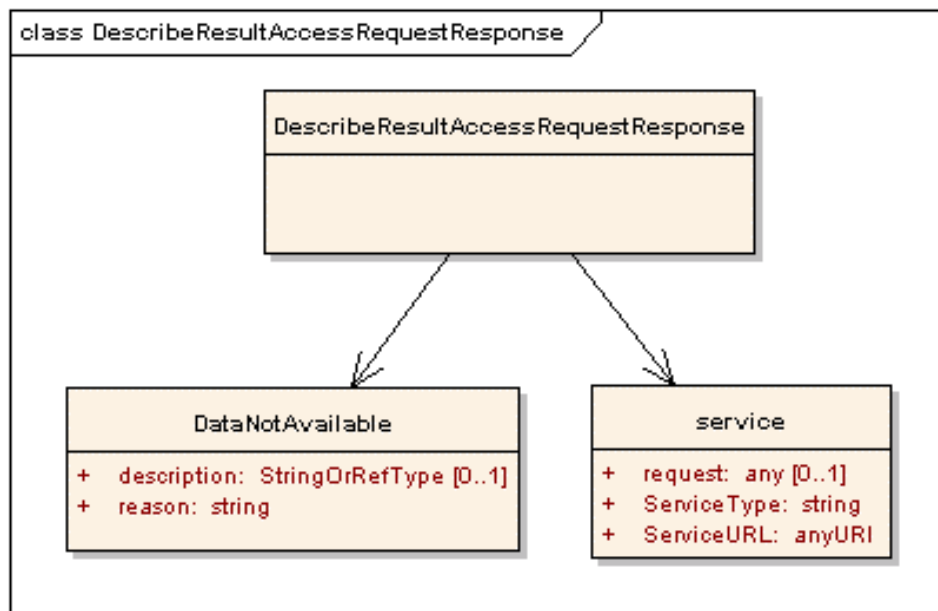 class DescribeResultAccessRequestResponse
DescribeResultAccessRequestResponse
DataNotAvailable
+ description: StringOrRefType [0..1]
+ reason: string
service
+ request: any [0..1]
+ ServiceType: string
+ ServiceURL: anyURI